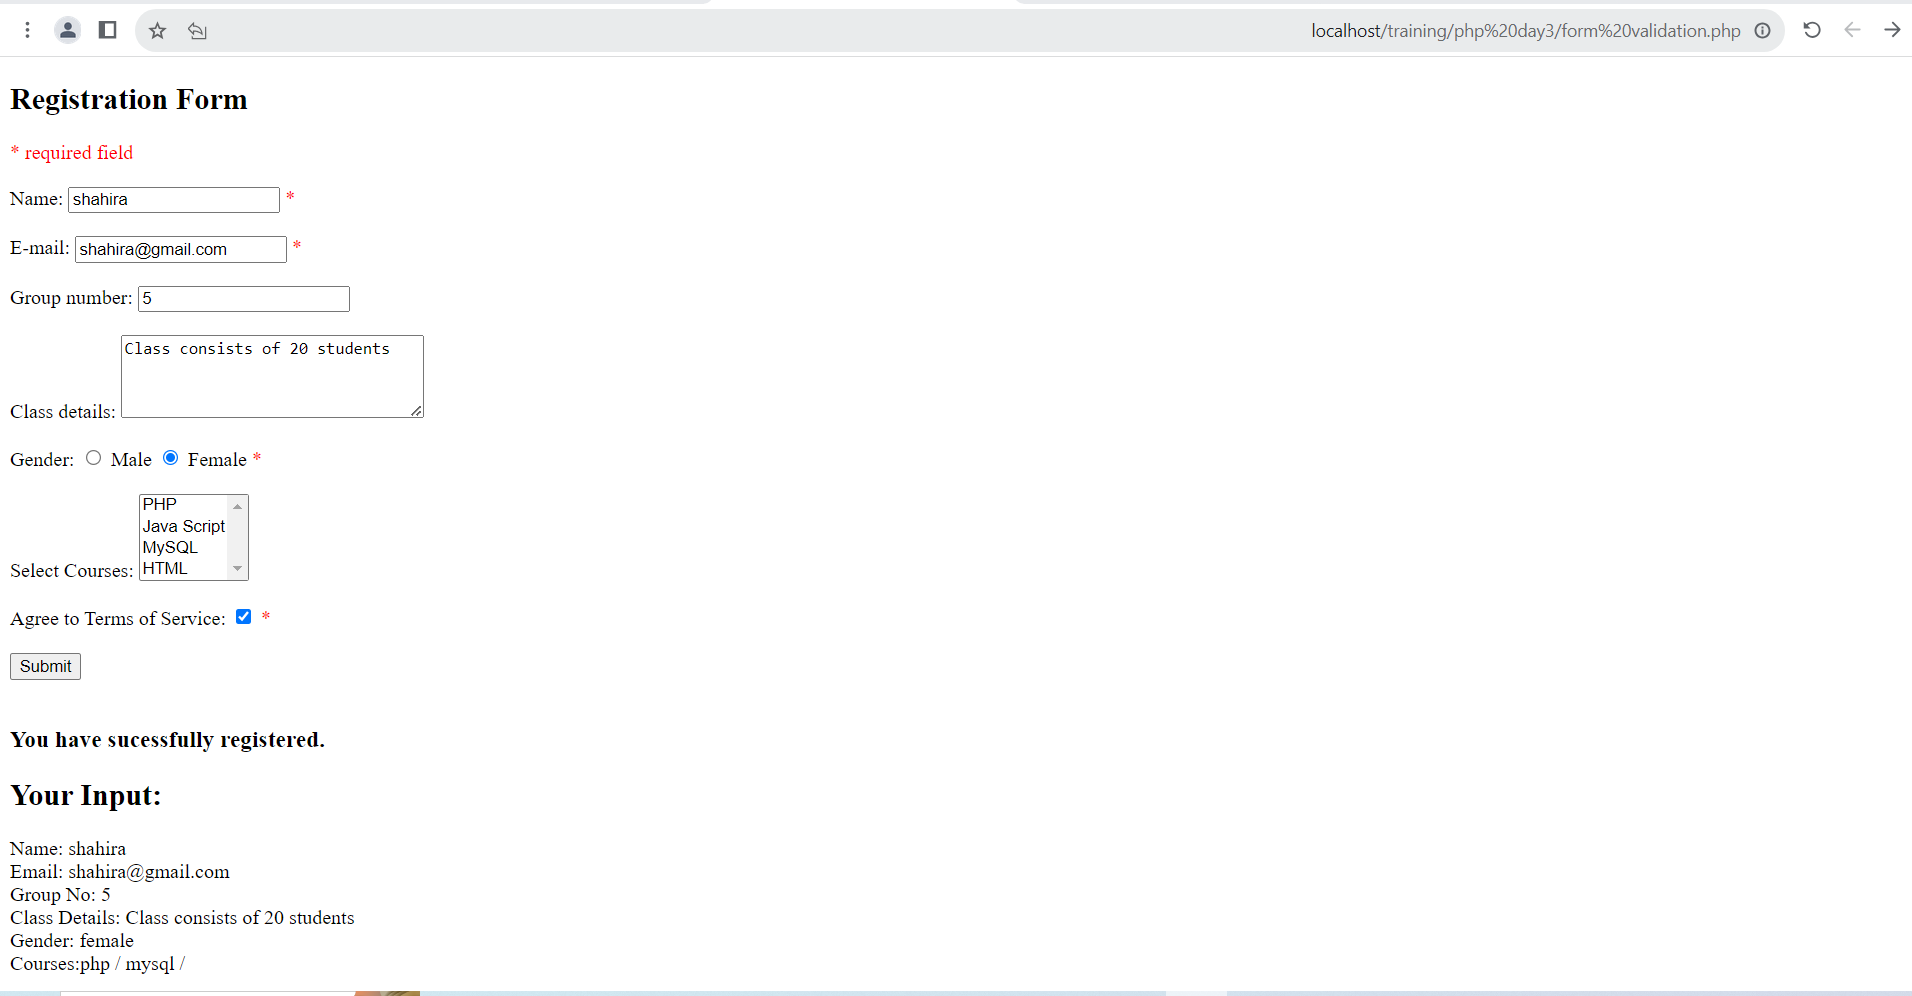 localhost/training/php%20day3/form%20validation.php
Registration Form
* required field
Name: shahira *
E-mail: shahira@gmail.com *
Group number: 5
Class consists of 20 students
Class details:
Gender: Male Female *
PHP
Java Script
MySQL
HTML
Select Courses:
Agree to Terms of Service: *
Submit
You have sucessfully registered.
Your Input:
Name: shahira
Email: shahira@gmail.com
Group No: 5
Class Details: Class consists of 20 students
Gender: female
Courses:php / mysql /